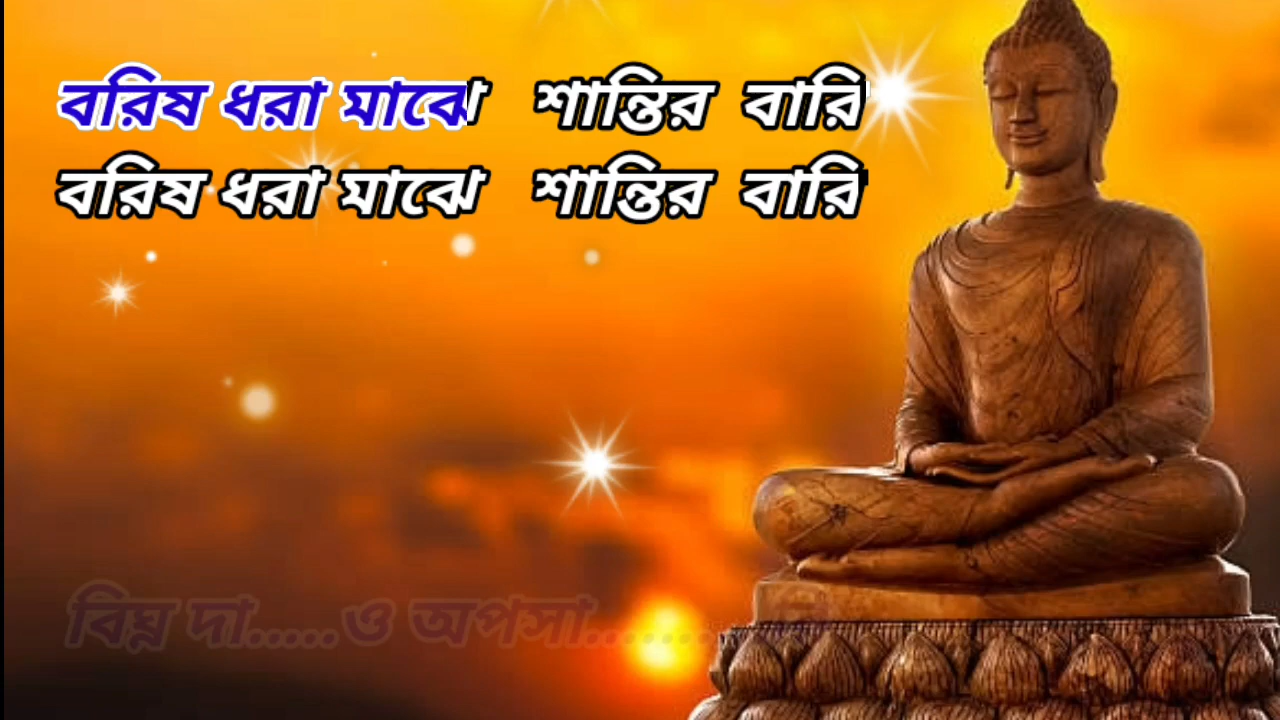 বরিষ ধরা মাঝে শান্তির বারি
বরিষ ধরা মাঝে শান্তির বারি
বিঘ্ন দা.....ও অপসা.......